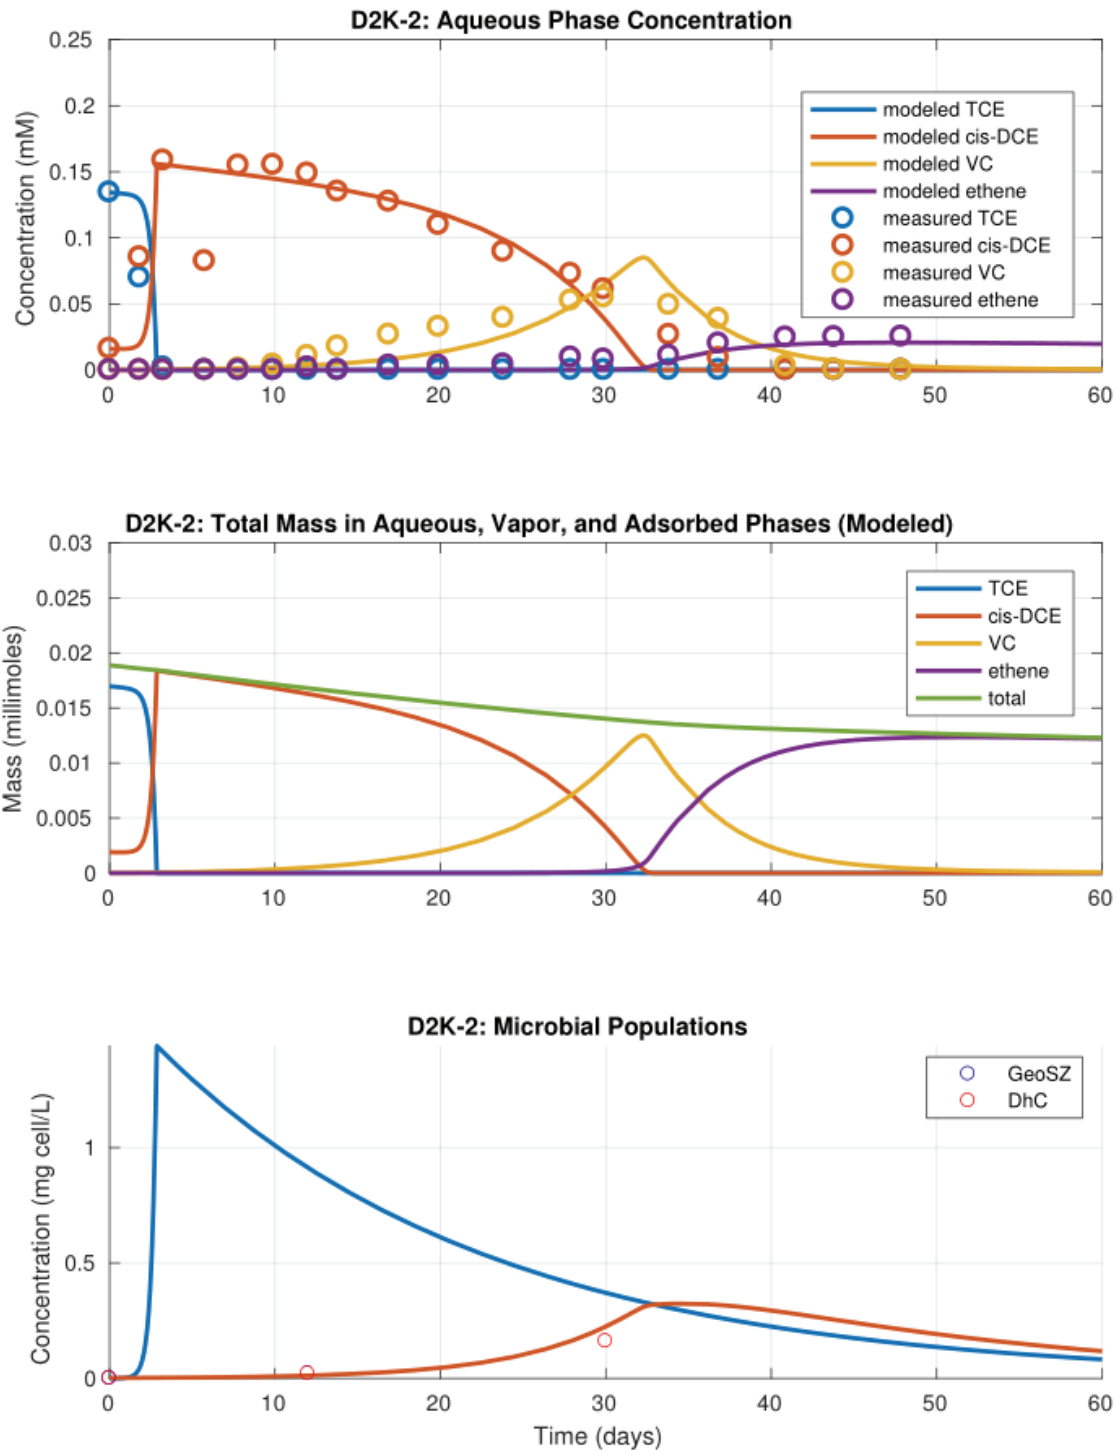 D2K-2: Aqueous Phase Concentration
0.25
0.2
0.15
0.1
0.05
0
Concentration (mM)
modeled TCE
modeled cis-DCE
modeled VC
modeled ethene
measured TCE
measured cis-DCE
measured VC
measured ethene
0 10 20 30 40 50 60
D2K-2: Total Mass in Aqueous, Vapor, and Adsorbed Phases (Modeled)
0.03
0.025
0.02
0.015
0.01
0.005
0
Mass (millimoles)
TCE
cis-DCE
VC
ethene
total
0 10 20 30 40 50 60
D2K-2: Microbial Populations
1
0.5
0
Concentration (mg cell/L)
GeoSZ
DhC
0 10 20 30 40 50 60
Time (days)